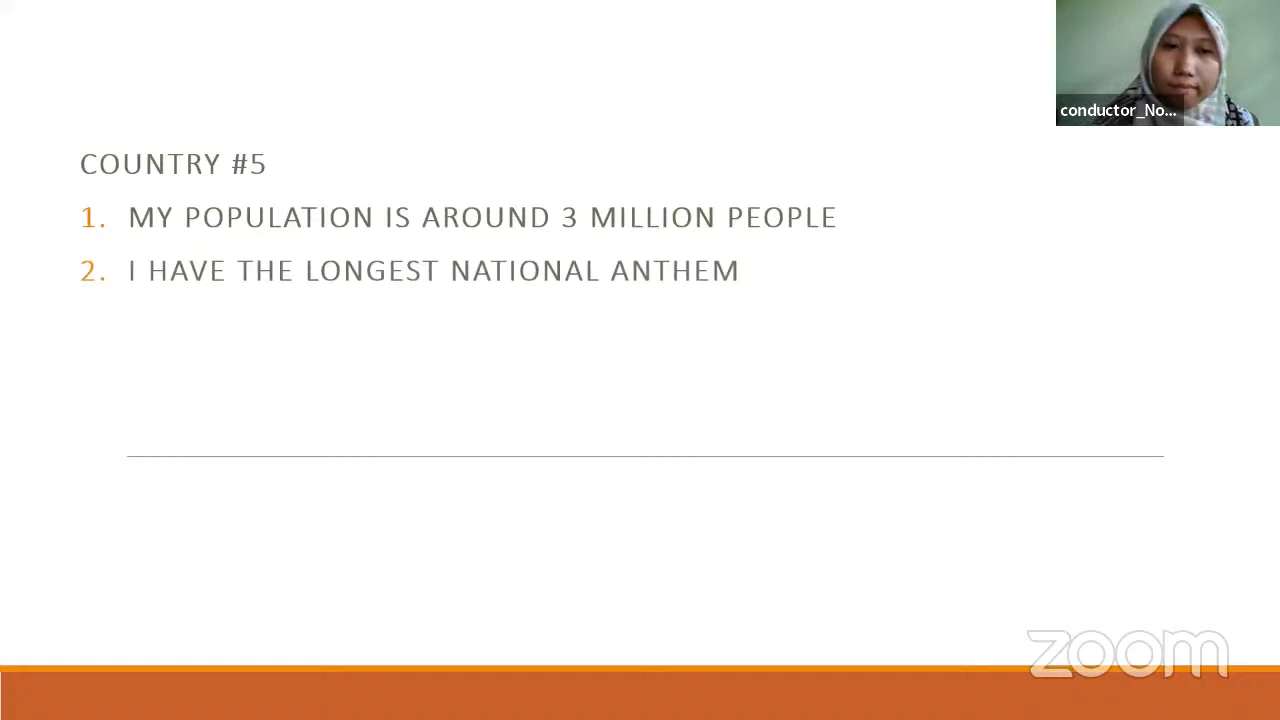 conductor_No...
COUNTRY #5
1. MY POPULATION IS AROUND 3 MILLION PEOPLE
2. I HAVE THE LONGEST NATIONAL ANTHEM
zoom